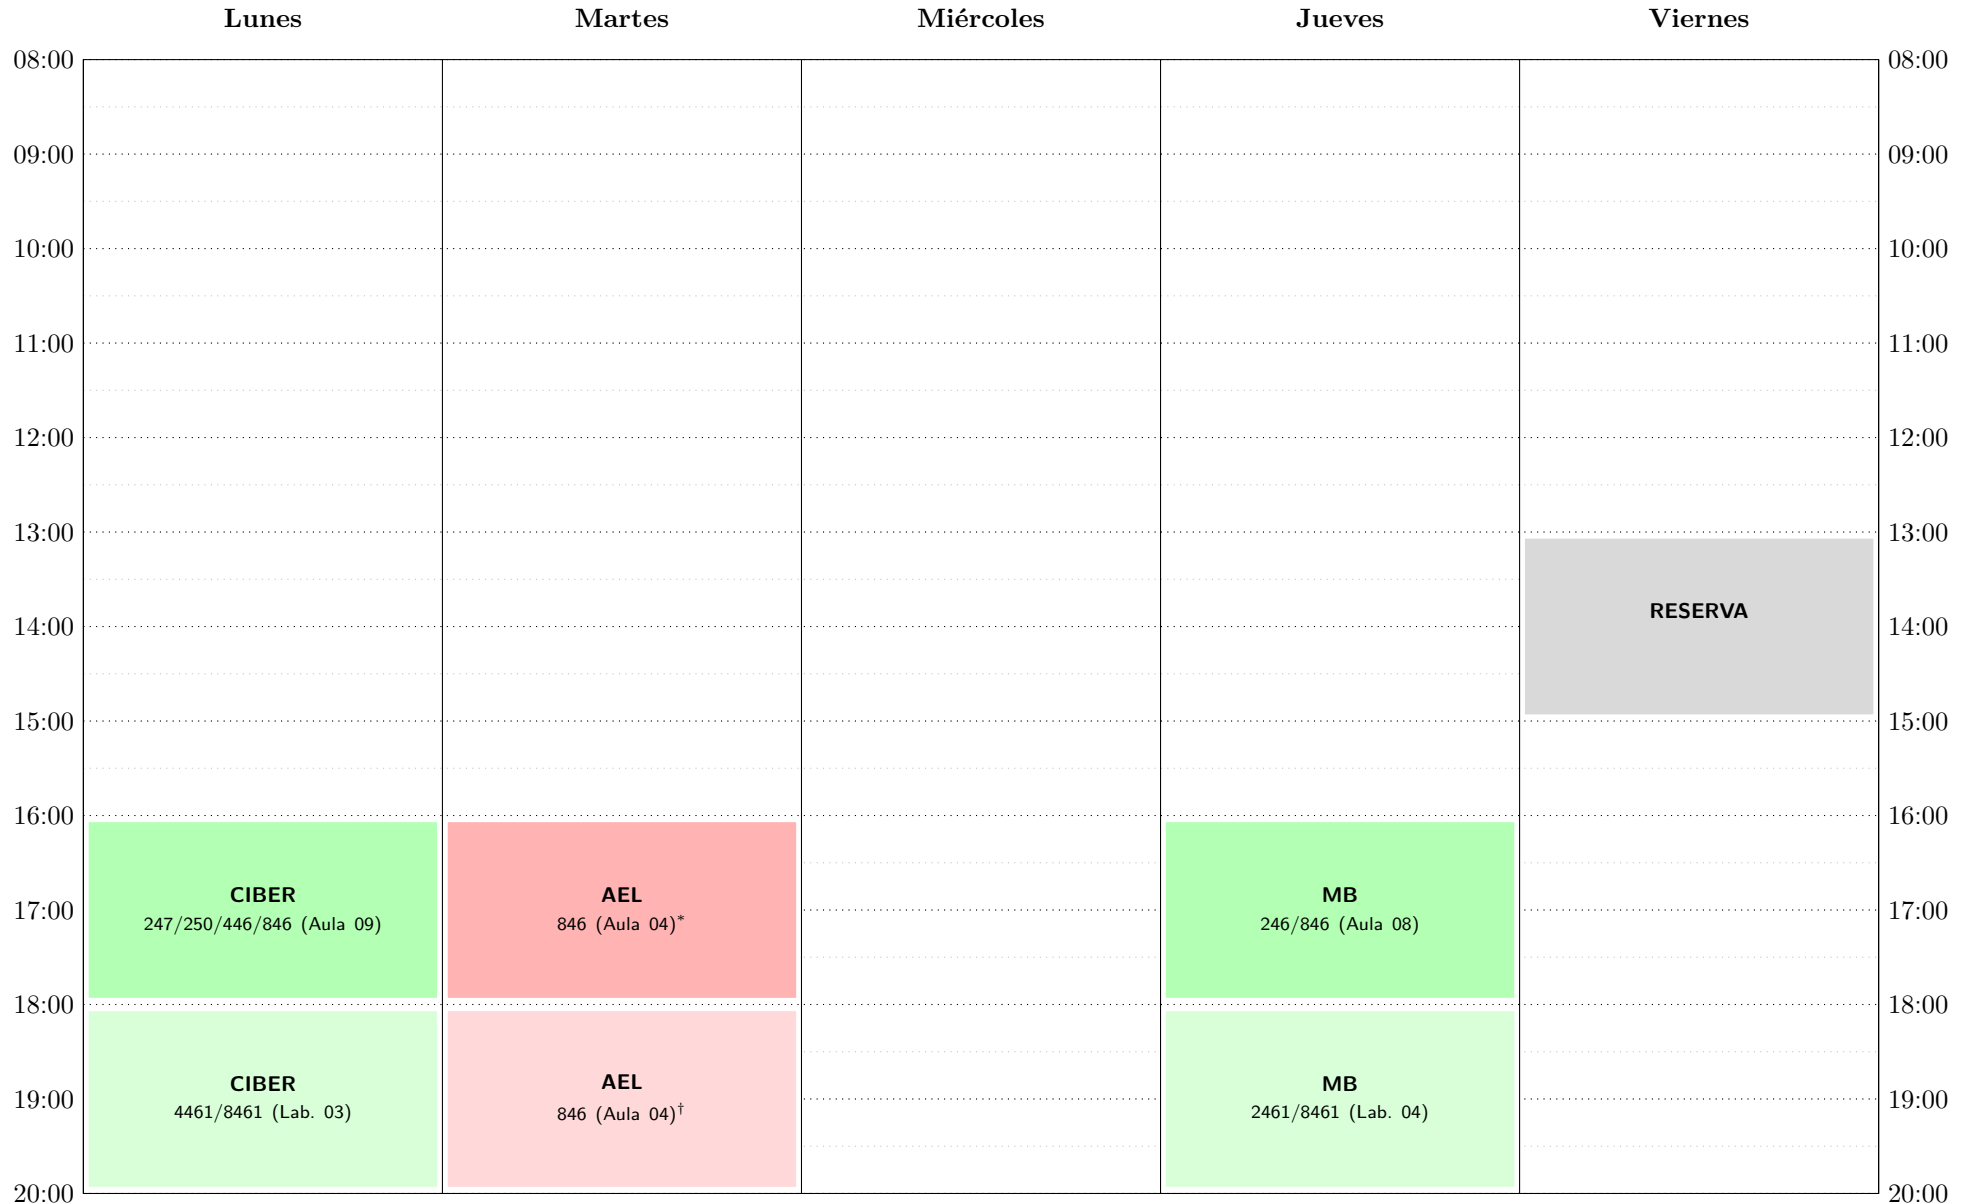 Lunes Martes Miércoles Jueves Viernes
08:00 08:00
09:00 09:00
10:00 10:00
11:00 11:00
12:00 12:00
13:00 13:00
RESERVA
14:00 14:00
15:00 15:00
16:00 16:00
CIBER AEL MB
17:00 247/250/446/846 (Aula 09) 846 (Aula 04)* 246/846 (Aula 08) 17:00
18:00 18:00
CIBER AEL MB
19:00 4461/8461 (Lab. 03) 846 (Aula 04)† 2461/8461 (Lab. 04) 19:00
20:00 20:00